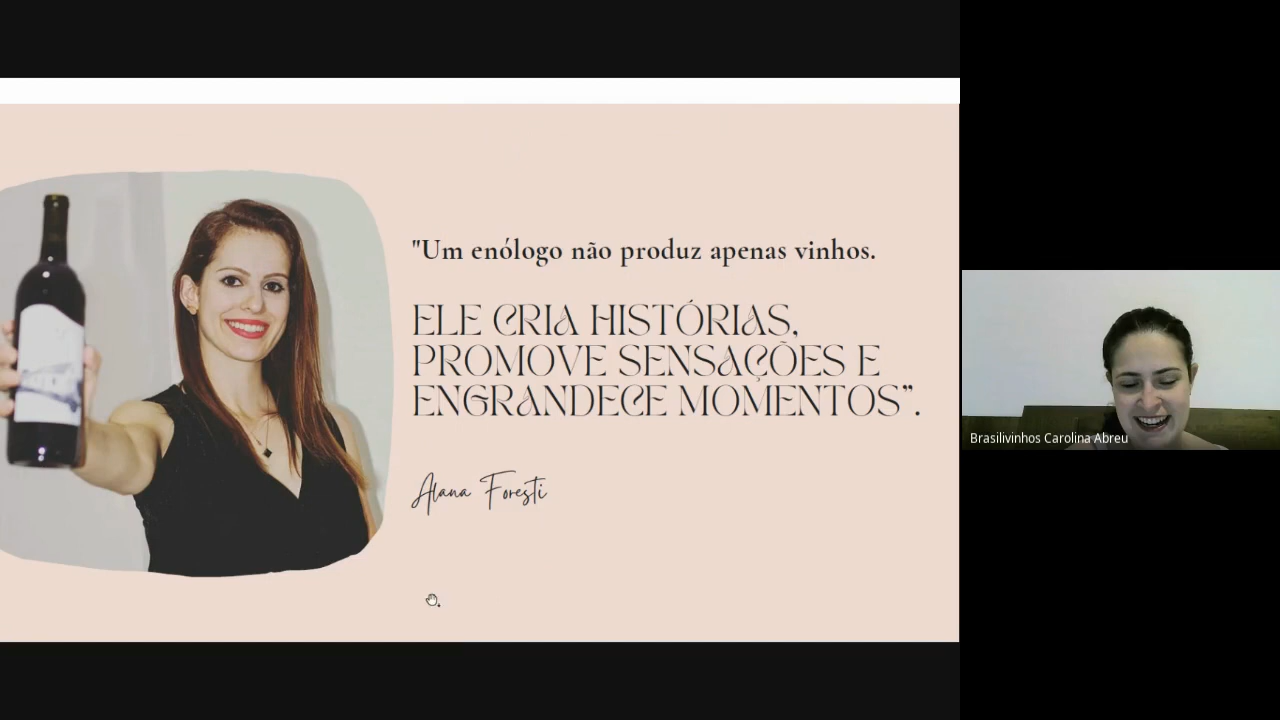 "Um enólogo não produz apenas vinhos.
ELE CRIA HISTÓRIAS,
PROMOVE SENSAÇÕES E
ENGRANDECE MOMENTOS”.
Alana Foresti
Brasilivinhos Carolina Abreu